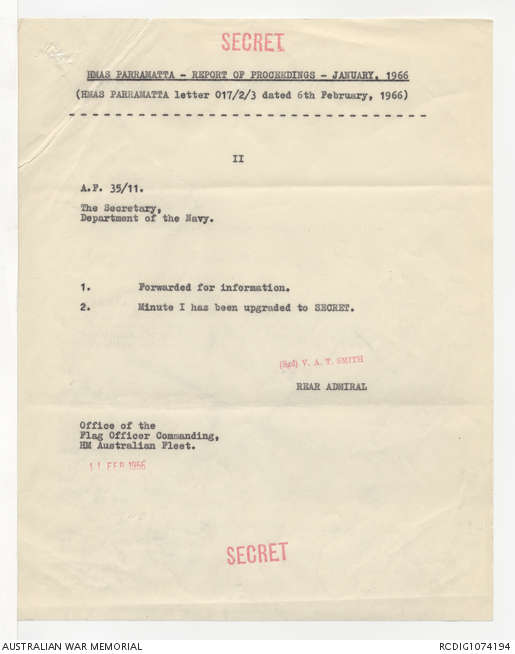 SECRET
HMAS PARRAMATTA - REPORT OF PROCEEDINGS - JANUARY, 1966
(HMAS PARRAMATTA letter 017/2/3 dated 6th February, 1966)
II
A.F. 35/11.
The Secretary,
Department of the Navy.
1. Forwarded for information.
2. Minute I has been upgraded to SECRET.
(Sgd) V. A. T. SMITH
REAR ADMIRAL
Office of the
Flag Officer Commanding,
HM Australian Fleet.
11 FEB 1966
SECRET
AUSTRALIAN WAR MEMORIAL
RCDIG1074194